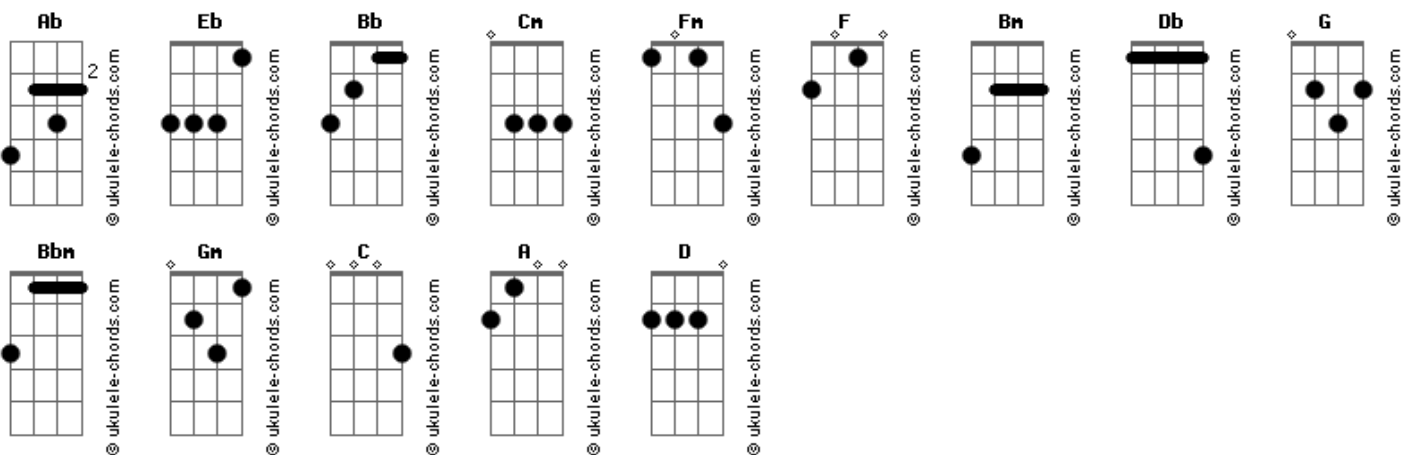 Ab Eb Bb Cm Fm F Bm Db G
2
© ukulele-chords.com © ukulele-chords.com © ukulele-chords.com © ukulele-chords.com © ukulele-chords.com © ukulele-chords.com © ukulele-chords.com © ukulele-chords.com © ukulele-chords.com
Bbm Gm C A D
© ukulele-chords.com © ukulele-chords.com © ukulele-chords.com © ukulele-chords.com © ukulele-chords.com